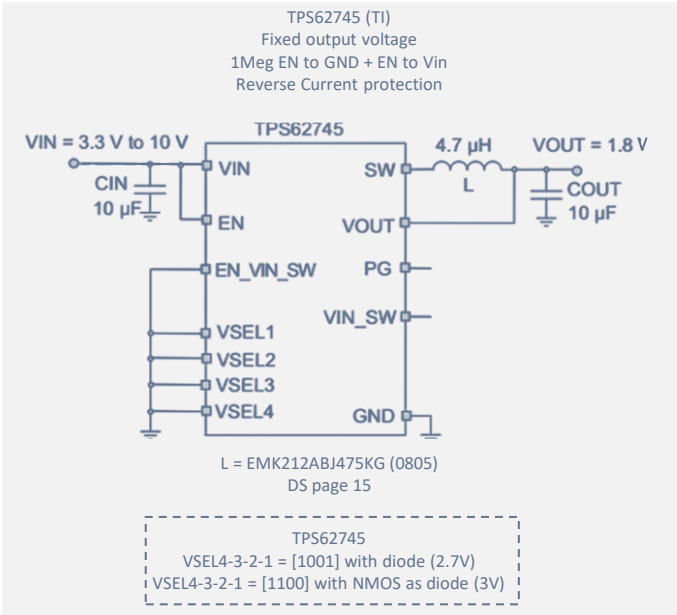 TPS62745 (TI)
Fixed output voltage
1Meg EN to GND + EN to Vin
Reverse Current protection
TPS62745
VIN = 3.3 V to 10 V
VIN
SW
4.7 µH
L
VOUT = 1.8 V
CIN
10 µF
COUT
10 µF
EN
VOUT
EN_VIN_SW
PG
VIN_SW
VSEL1
VSEL2
VSEL3
VSEL4
GND
L = EMK212ABJ475KG (0805)
DS page 15
TPS62745
VSEL4-3-2-1 = [1001] with diode (2.7V)
VSEL4-3-2-1 = [1100] with NMOS as diode (3V)